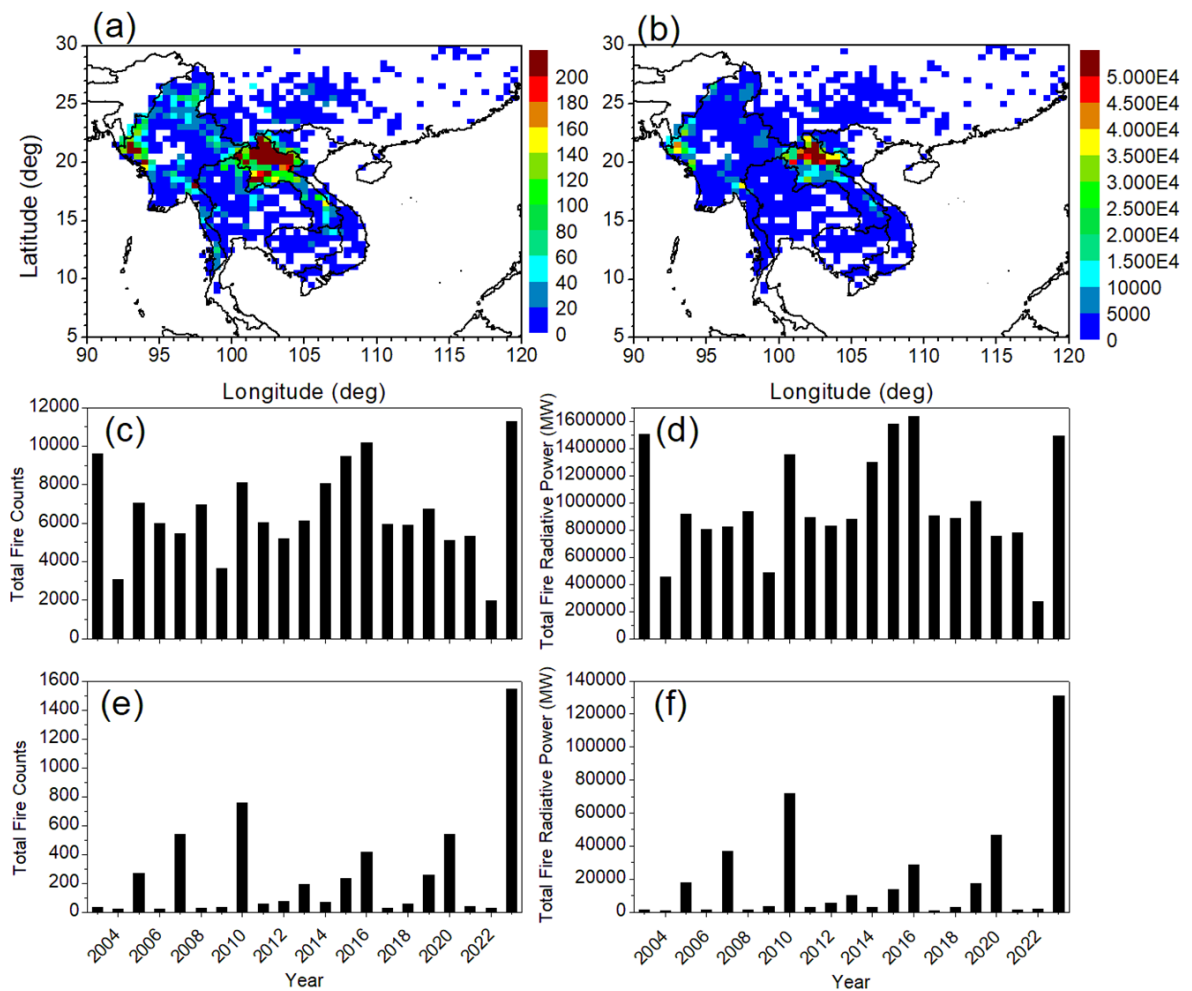 (a)
(b)
30
25
20
15
10
5
Latitude (deg)
90 95 100 105 110 115 120
Longitude (deg)
200
180
160
140
120
100
80
60
40
20
0
30
25
20
15
10
5
90 95 100 105 110 115 120
Longitude (deg)
5.000E4
4.500E4
4.000E4
3.500E4
3.000E4
2.500E4
2.000E4
1.500E4
10000
5000
0
(c)
Total Fire Counts
12000
10000
8000
6000
4000
2000
0
(d)
Total Fire Radiative Power (MW)
1600000
1400000
1200000
1000000
800000
600000
400000
200000
0
(e)
Total Fire Counts
1600
1400
1200
1000
800
600
400
200
0
2004 2006 2008 2010 2012 2014 2016 2018 2020 2022
Year
(f)
Total Fire Radiative Power (MW)
140000
120000
100000
80000
60000
40000
20000
0
2004 2006 2008 2010 2012 2014 2016 2018 2020 2022
Year